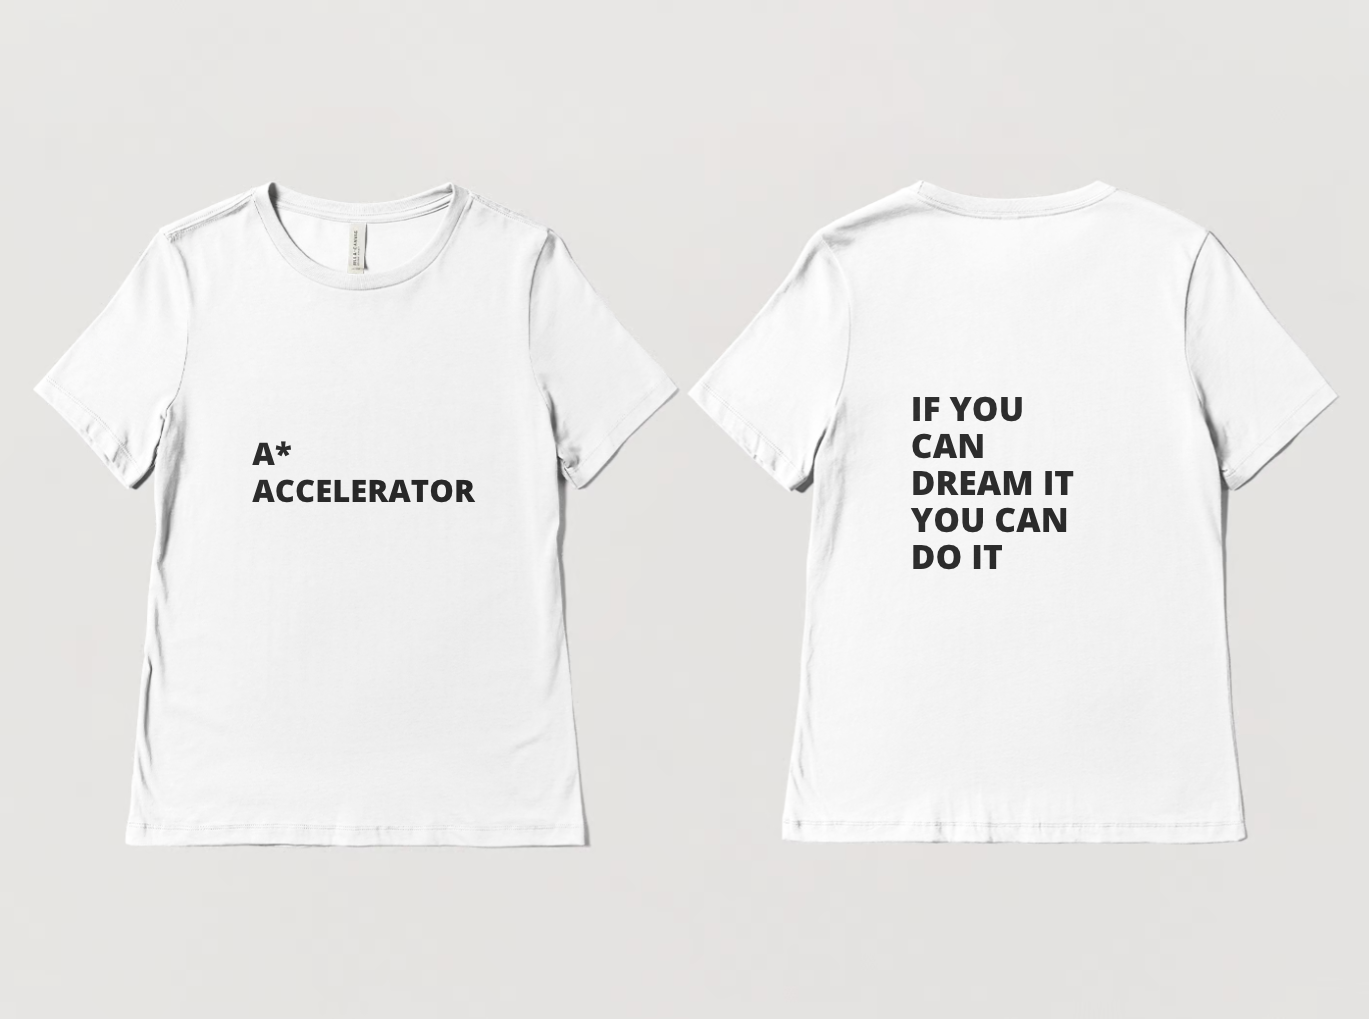 A*
ACCELERATOR
IF YOU
CAN
DREAM IT
YOU CAN
DO IT